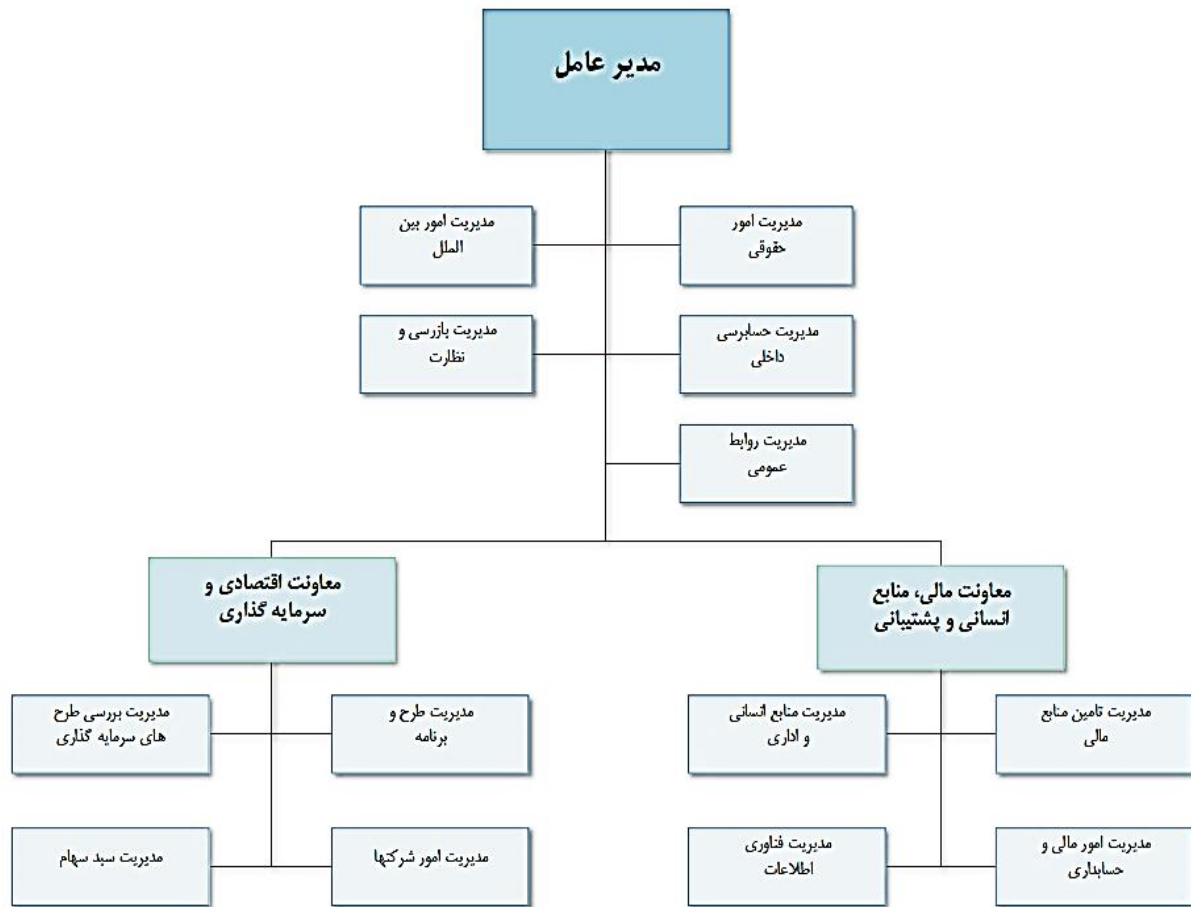 مدیر عامل
مدیریت امور
حقوقی
مدیریت امور بین
الملل
مدیریت حسابرسی
داخلی
مدیریت بازرسی و
نظارت
مدیریت روابط
عمومی
معاونت مالی، منابع
انسانی و پشتیبانی
معاونت اقتصادی و
سرمایه گذاری
مدیریت تامین منابع
مالی
مدیریت منابع انسانی
و اداری
مدیریت طرح و
برنامه
مدیریت بررسی طرح
های سرمایه گذاری
مدیریت امور مالی و
حسابداری
مدیریت فناوری
اطلاعات
مدیریت امور شرکتها
مدیریت سبد سهام